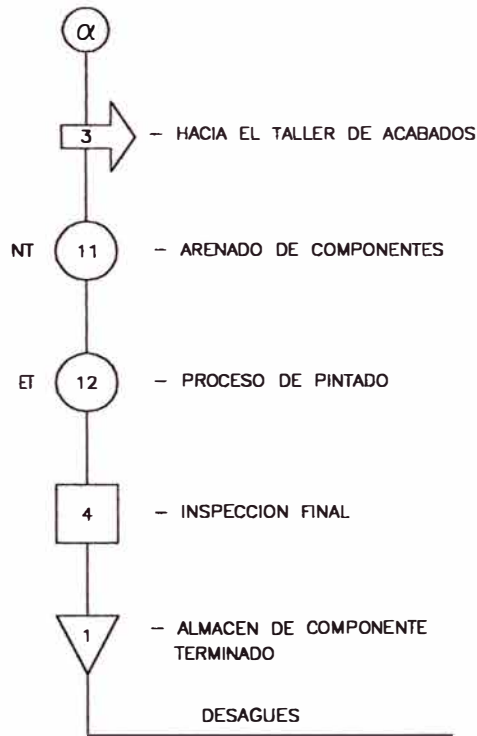 α
3 – HACIA EL TALLER DE ACABADOS
NT 11 – ARENADO DE COMPONENTES
ET 12 – PROCESO DE PINTADO
4 – INSPECCION FINAL
1 – ALMACEN DE COMPONENTE
TERMINADO
DESAGUES